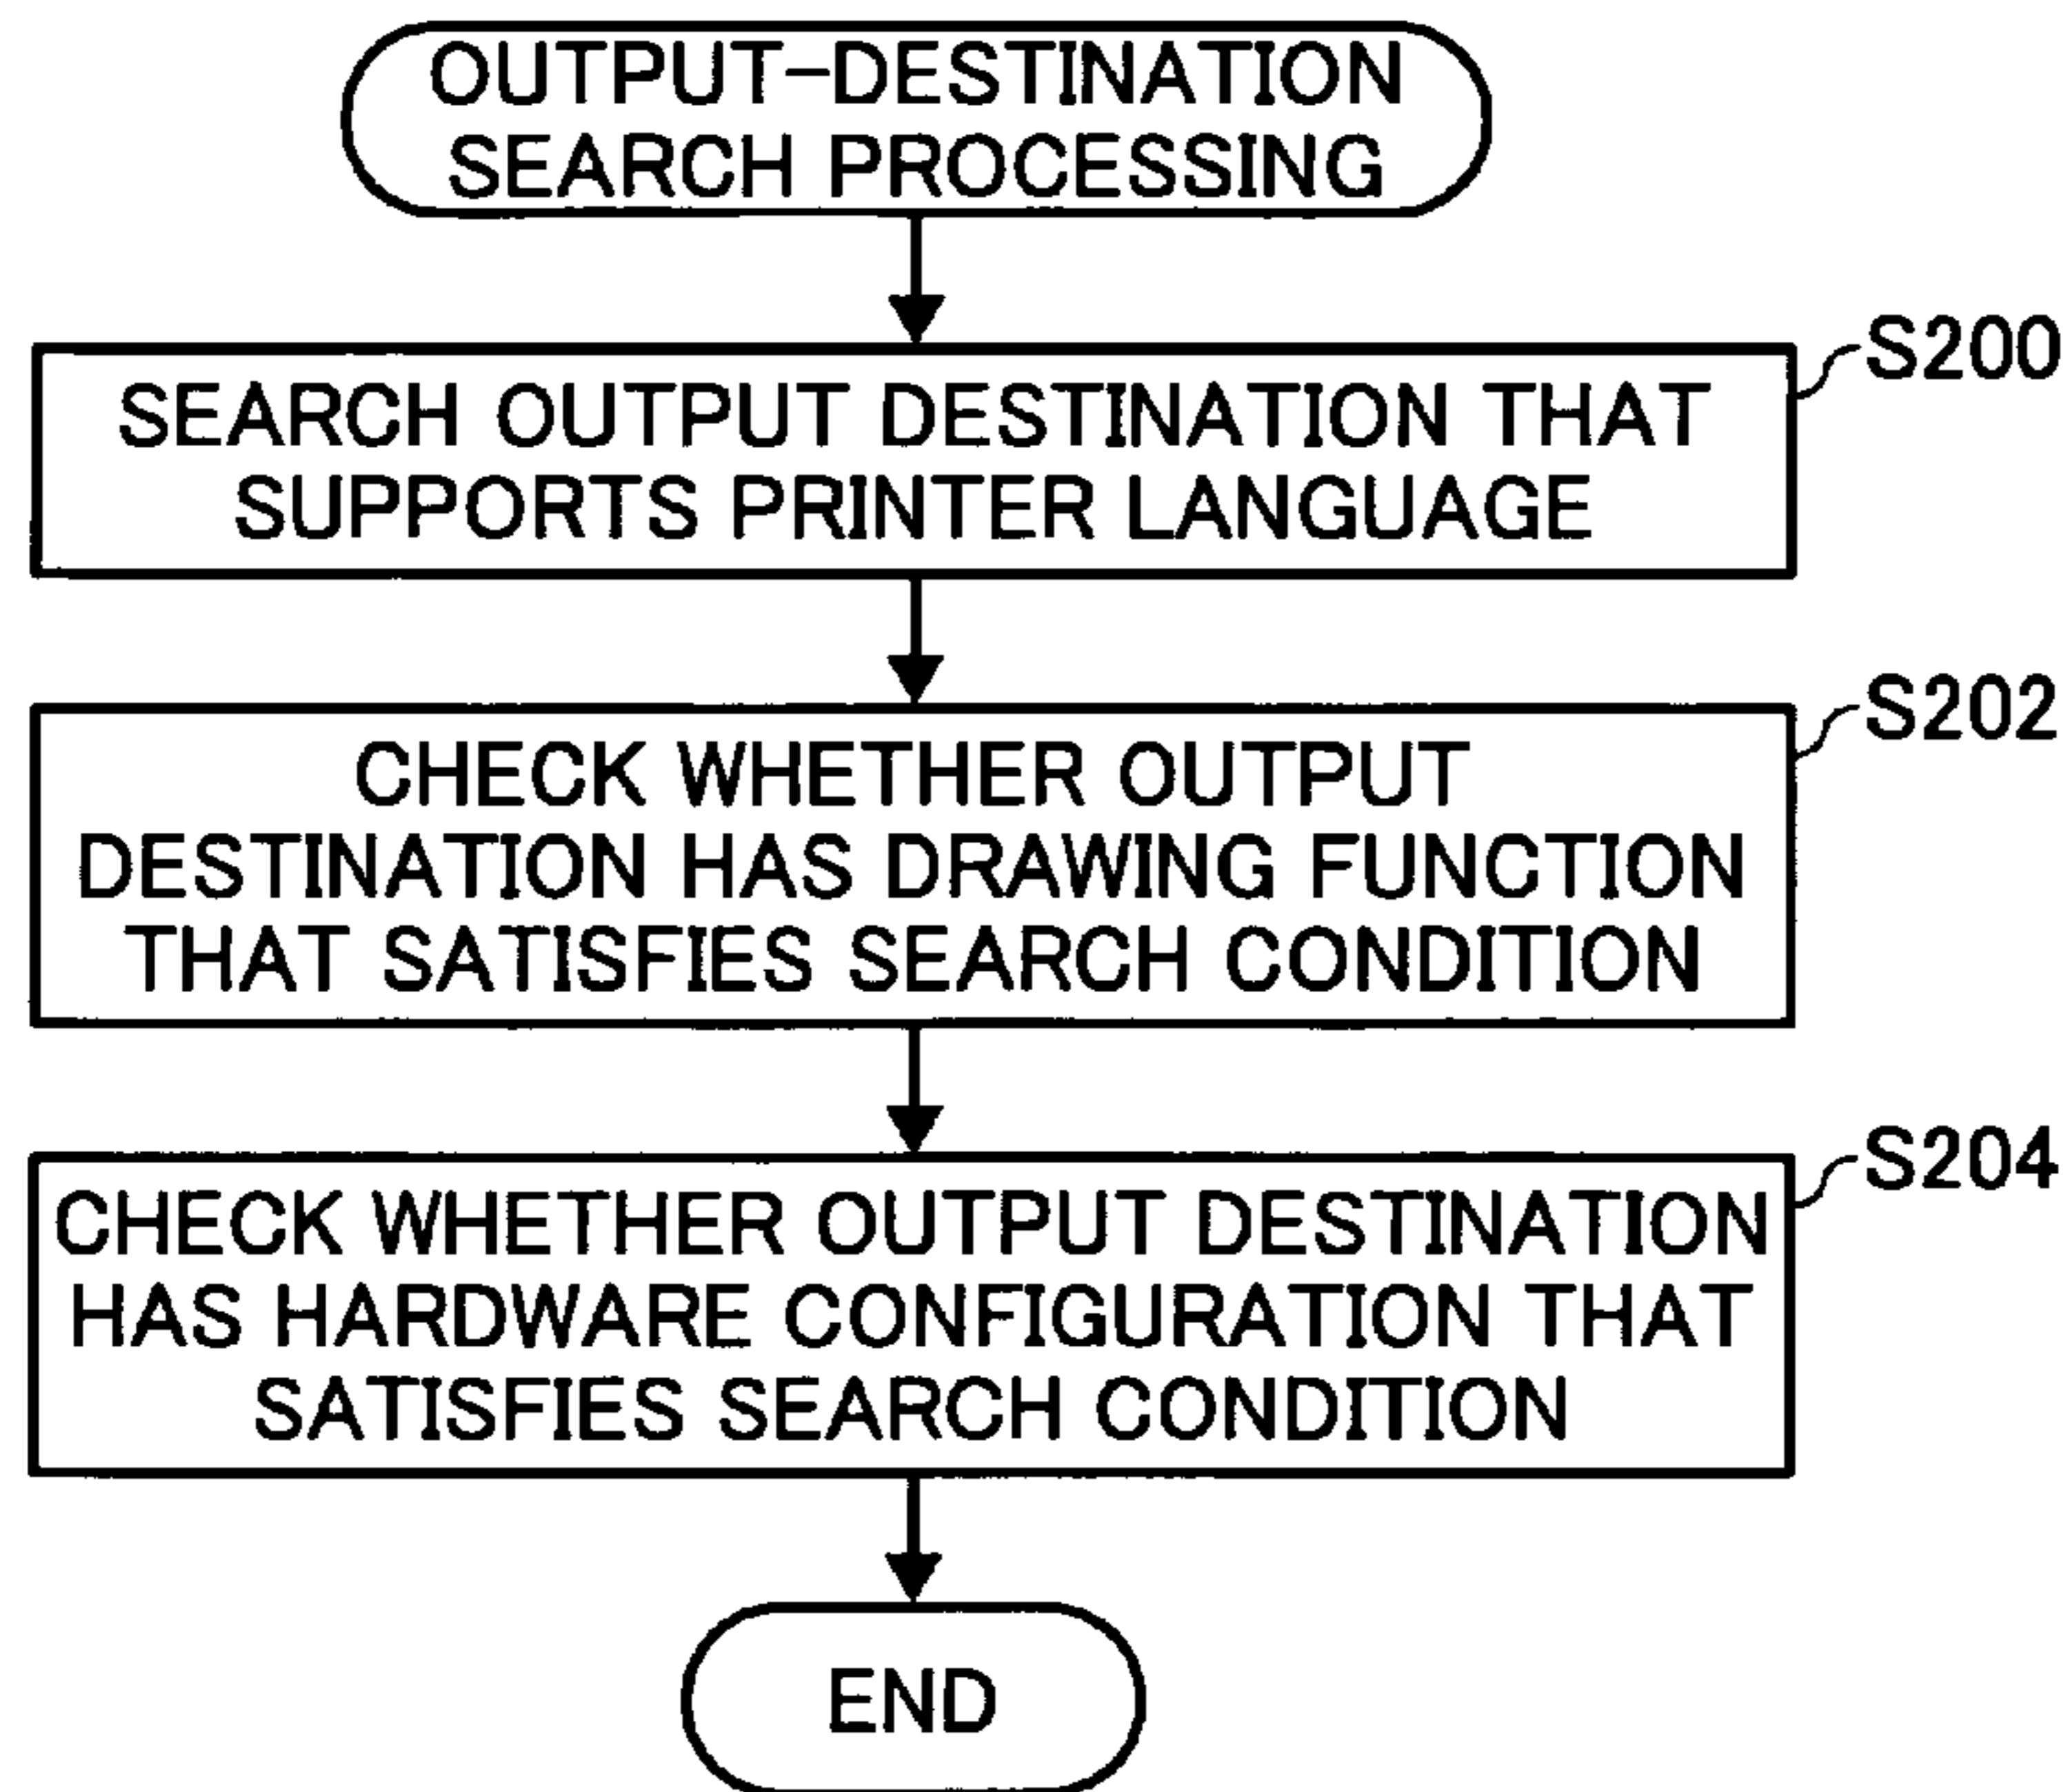 OUTPUT-DESTINATION
SEARCH PROCESSING
S200
SEARCH OUTPUT DESTINATION THAT
SUPPORTS PRINTER LANGUAGE
S202
CHECK WHETHER OUTPUT
DESTINATION HAS DRAWING FUNCTION
THAT SATISFIES SEARCH CONDITION
S204
CHECK WHETHER OUTPUT DESTINATION
HAS HARDWARE CONFIGURATION THAT
SATISFIES SEARCH CONDITION
END